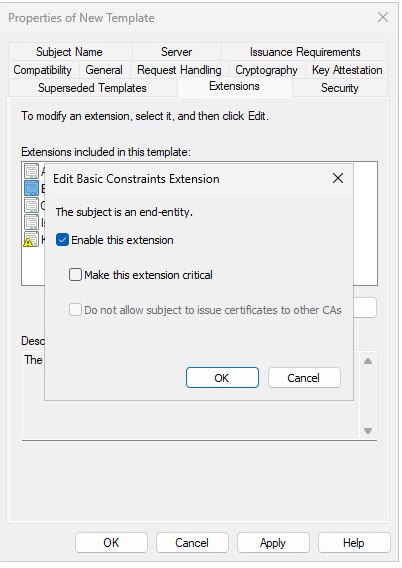 Properties of New Template
Subject Name Server Issuance Requirements
Compatibility General Request Handling Cryptography Key Attestation
Superseded Templates Extensions Security
To modify an extension, select it, and then click Edit.
Extensions included in this template:
Edit Basic Constraints Extension
The subject is an end-entity.
Enable this extension
Make this extension critical
Do not allow subject to issue certificates to other CAs
The
OK Cancel
OK Cancel Apply Help